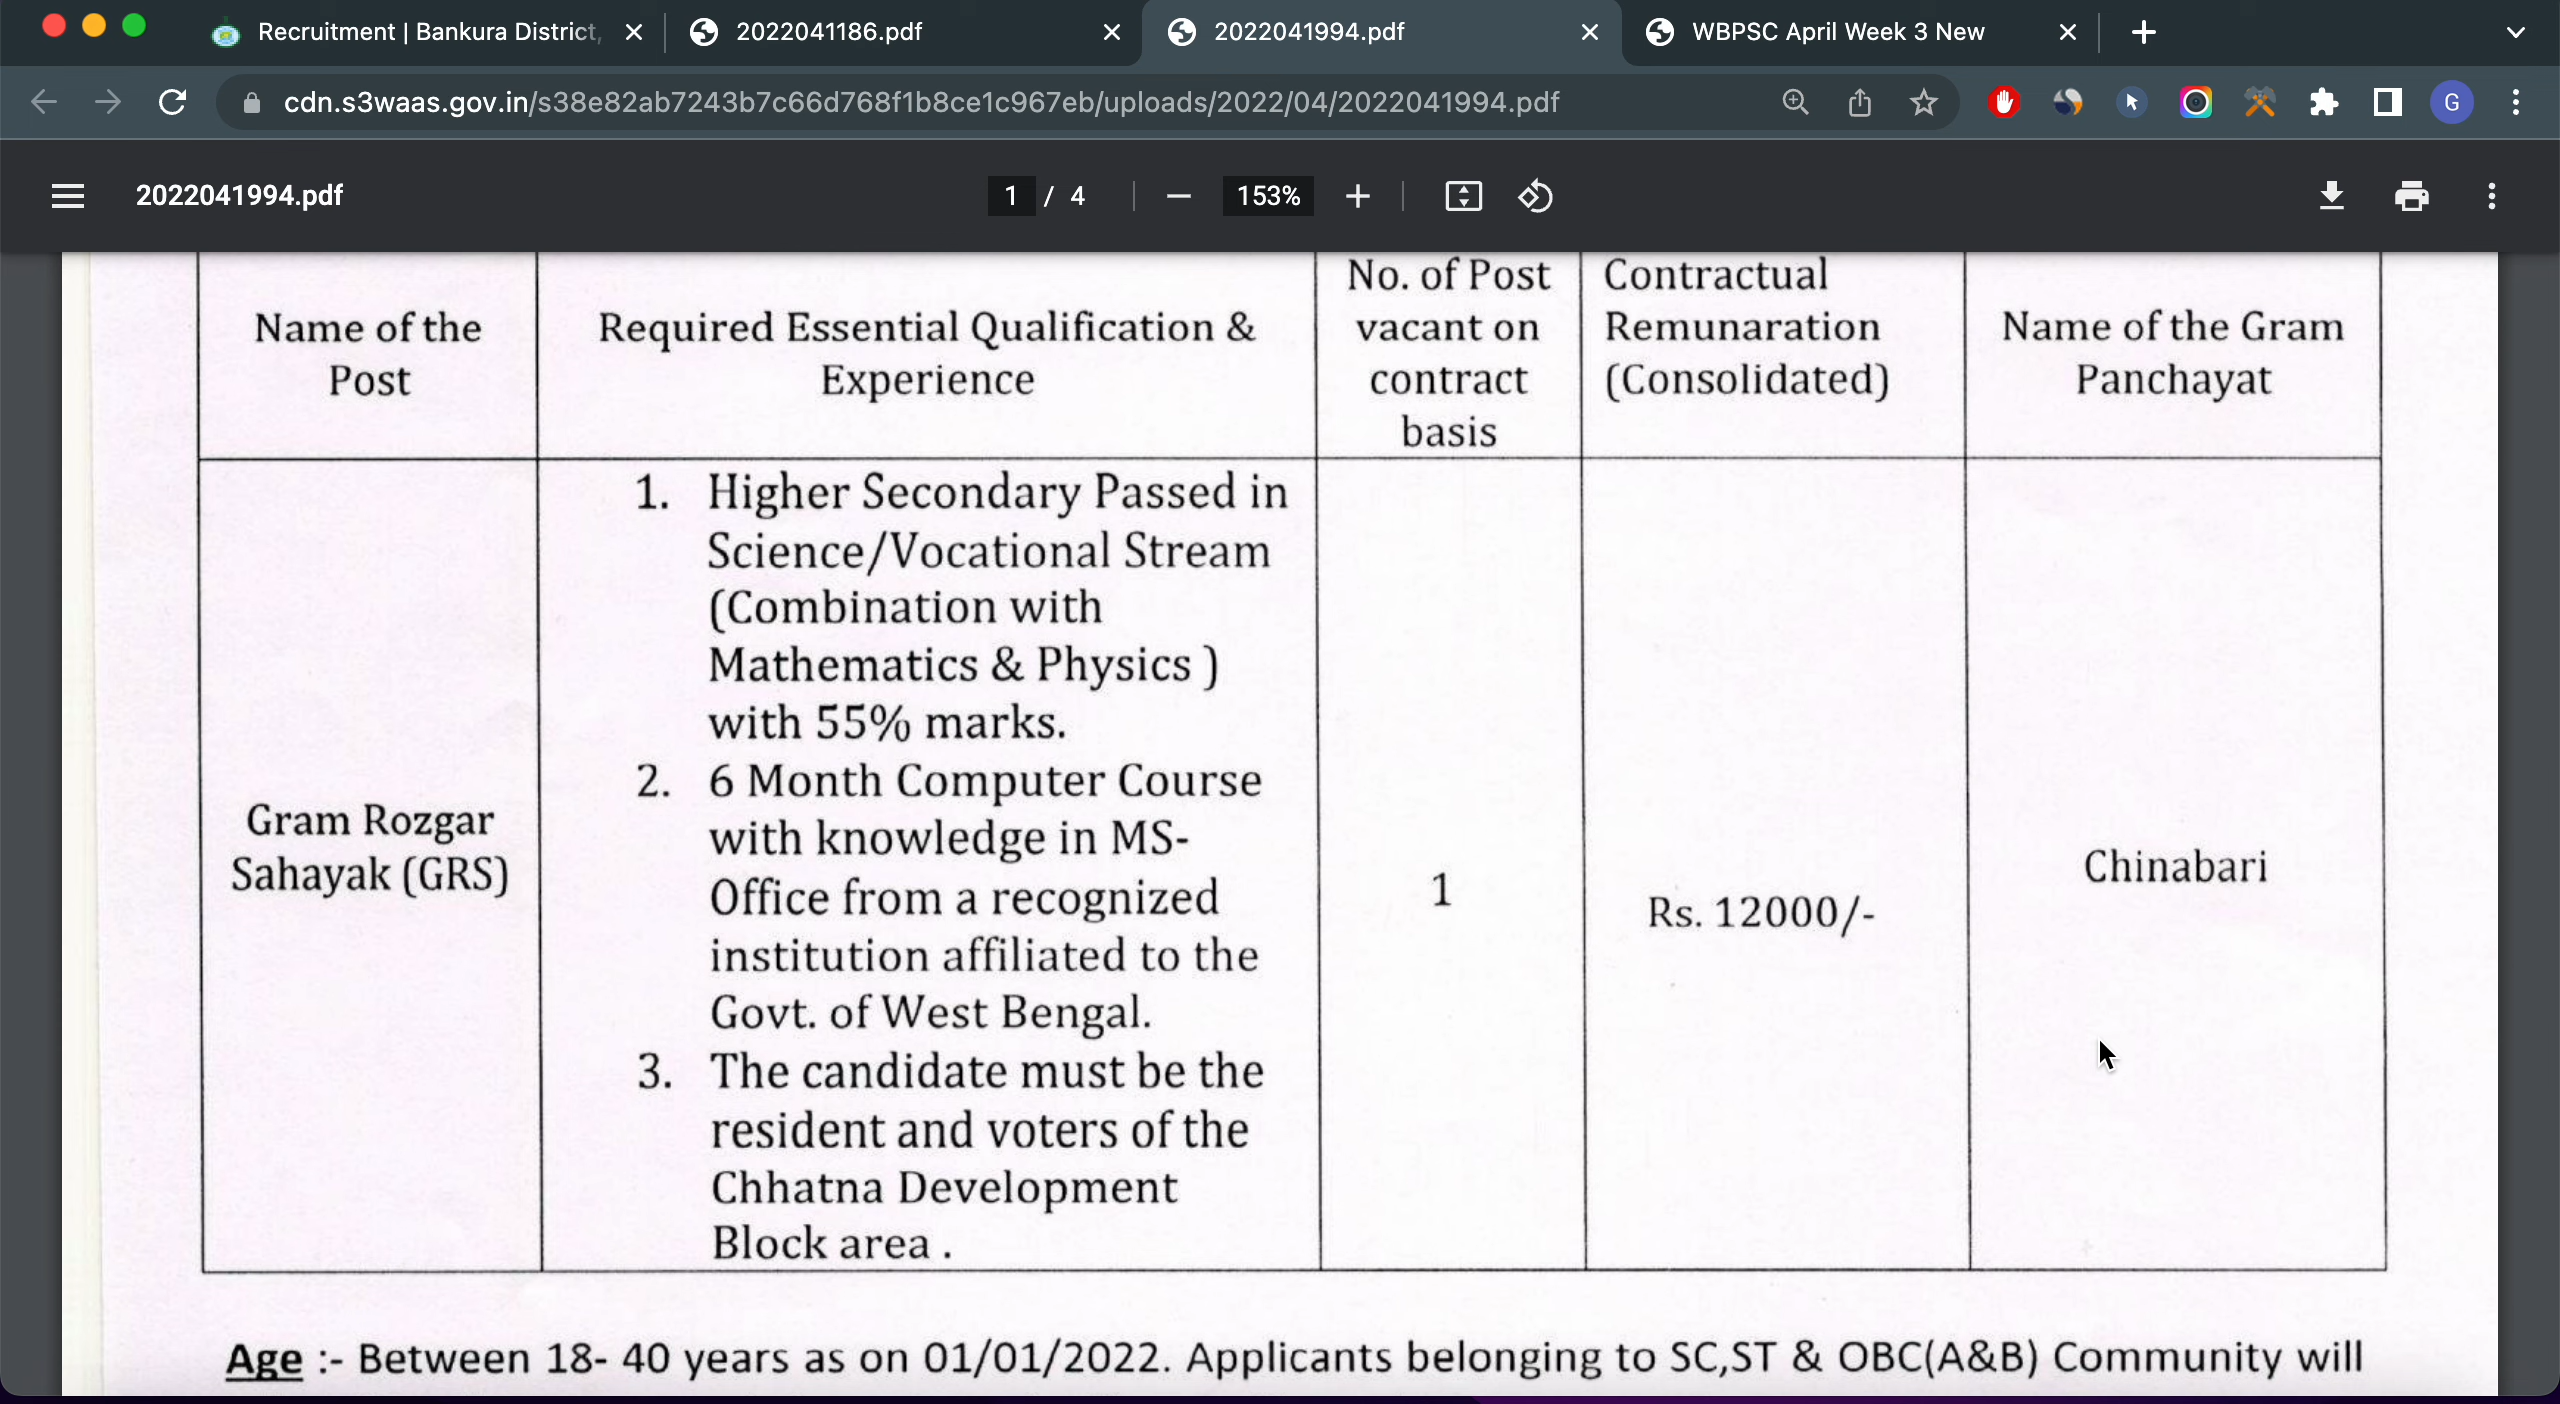 Recruitment | Bankura District,
2022041186.pdf
2022041994.pdf
WBPSC April Week 3 New
cdn.s3waas.gov.in/s38e82ab7243b7c66d768f1b8ce1c967eb/uploads/2022/04/2022041994.pdf
G
2022041994.pdf
1 / 4
153%
Name of the
Post
Required Essential Qualification &
Experience
No. of Post
vacant on
contract
basis
Contractual
Remunaration
(Consolidated)
Name of the Gram
Panchayat
Gram Rozgar
Sahayak (GRS)
1. Higher Secondary Passed in
Science/Vocational Stream
(Combination with
Mathematics & Physics )
with 55% marks.
2. 6 Month Computer Course
with knowledge in MS-
Office from a recognized
institution affiliated to the
Govt. of West Bengal.
3. The candidate must be the
resident and voters of the
Chhatna Development
Block area .
1
Rs. 12000/-
Chinabari
Age :- Between 18- 40 years as on 01/01/2022. Applicants belonging to SC,ST & OBC(A&B) Community will